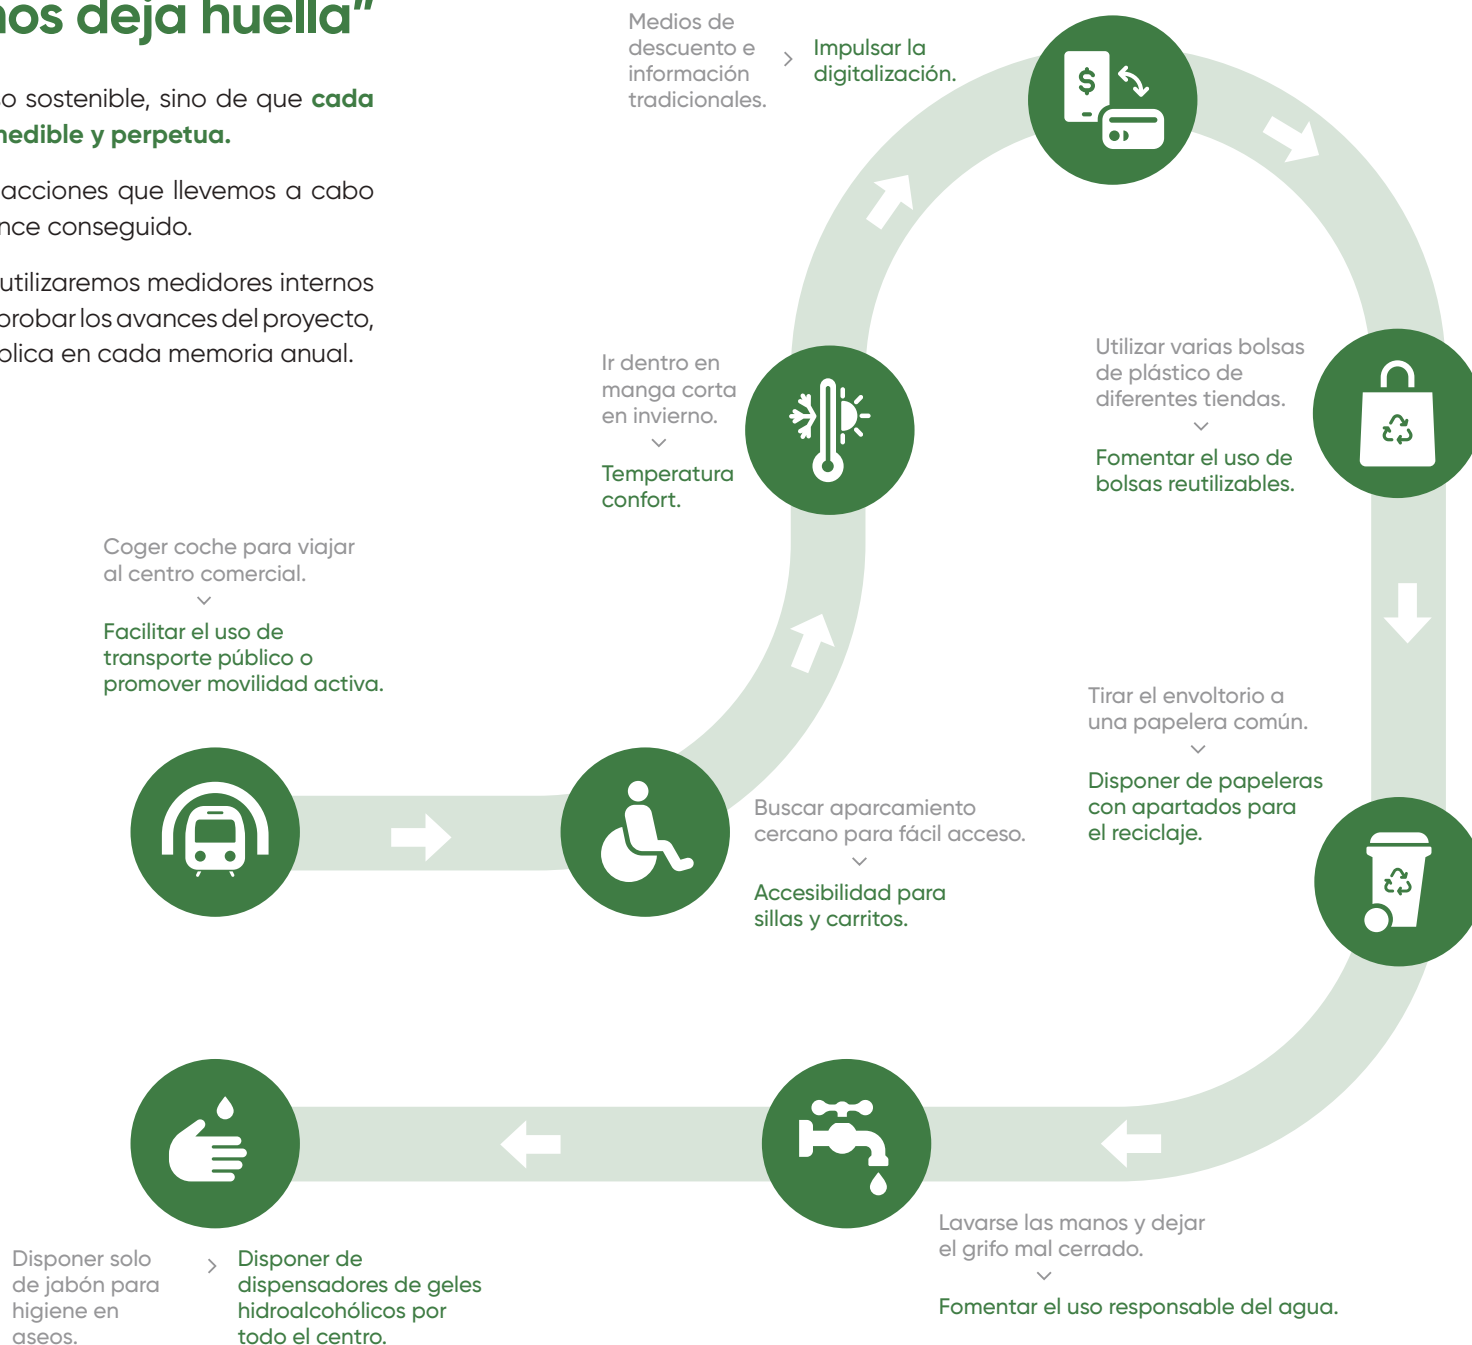 nos deja huella”
so sostenible, sino de que cada
medible y perpetua.
acciones que llevemos a cabo
nce conseguido.
utilizaremos medidores internos
probar los avances del proyecto,
blica en cada memoria anual.
Medios de
descuento e
información
tradicionales.
Impulsar la
digitalización.
$
Ir dentro en
manga corta
en invierno.
Temperatura
confort.
Utilizar varias bolsas
de plástico de
diferentes tiendas.
Fomentar el uso de
bolsas reutilizables.
Coger coche para viajar
al centro comercial.
Facilitar el uso de
transporte público o
promover movilidad activa.
Tirar el envoltorio a
una papelera común.
Disponer de papeleras
con apartados para
el reciclaje.
Buscar aparcamiento
cercano para fácil acceso.
Accesibilidad para
sillas y carritos.
Lavarse las manos y dejar
el grifo mal cerrado.
Fomentar el uso responsable del agua.
Disponer solo
de jabón para
higiene en
aseos.
Disponer de
dispensadores de geles
hidroalcohólicos por
todo el centro.